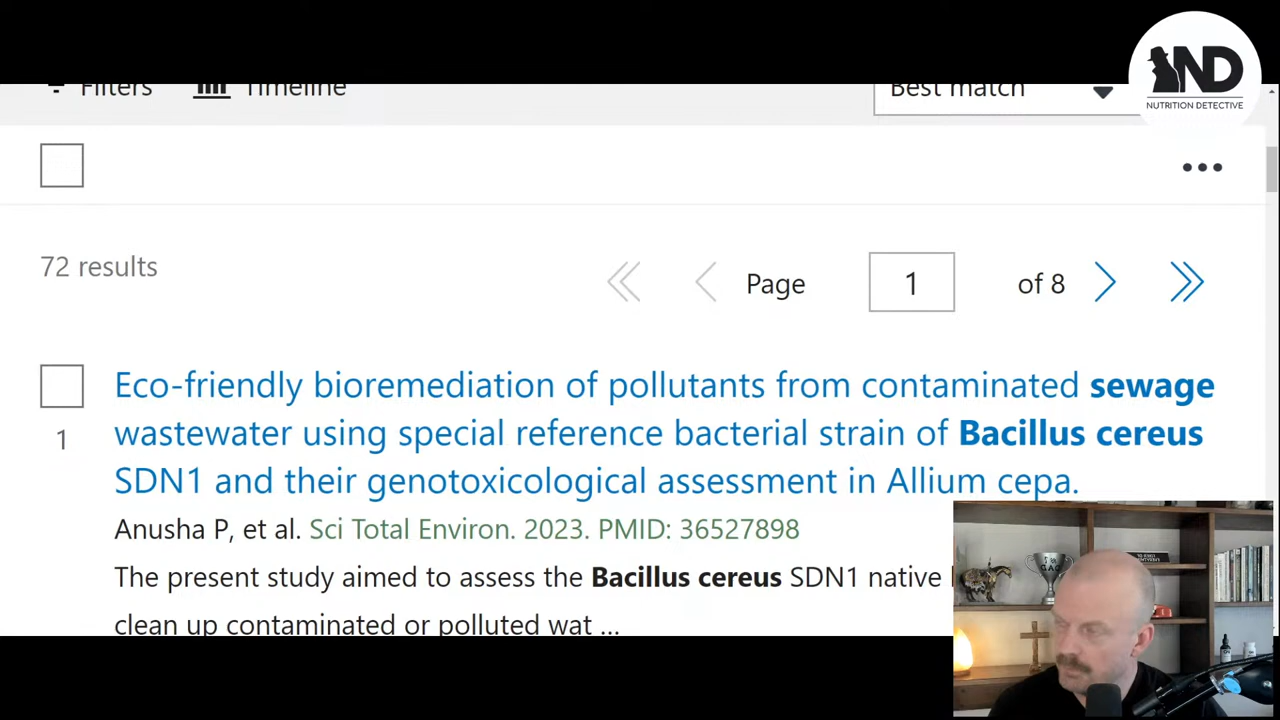 Filters
Timeline
Best match
ND
NUTRITION DETECTIVE
72 results
Page
1
of 8
Eco-friendly bioremediation of pollutants from contaminated sewage
1
wastewater using special reference bacterial strain of Bacillus cereus
SDN1 and their genotoxicological assessment in Allium cepa.
Anusha P, et al. Sci Total Environ. 2023. PMID: 36527898
The present study aimed to assess the Bacillus cereus SDN1 native
clean up contaminated or polluted wat ...